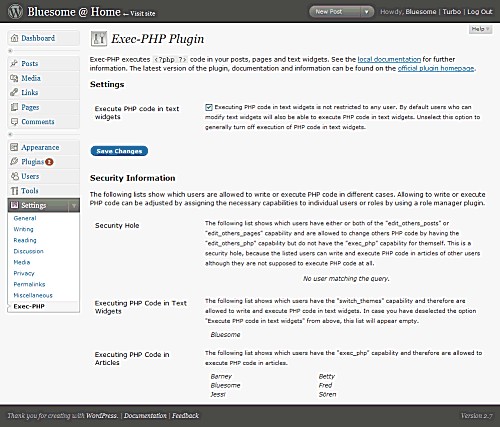 Bluesome @ Home ← Visit site
New Post
Howdy, Bluesome | Turbo | Log Out
Help
Dashboard
Posts
Media
Links
Pages
Comments
Appearance
Plugins 2
Users
Tools
Settings
General
Writing
Reading
Discussion
Media
Privacy
Permalinks
Miscellaneous
Exec-PHP
Exec-PHP Plugin
Exec-PHP executes <?php ?> code in your posts, pages and text widgets. See the local documentation for further
information. The latest version of the plugin, documentation and information can be found on the official plugin homepage.
Settings
Execute PHP code in text
widgets
Executing PHP code in text widgets is not restricted to any user. By default users who can
modify text widgets will also be able to execute PHP code in text widgets. Unselect this option to
generally turn off execution of PHP code in text widgets.
Save Changes
Security Information
The following lists show which users are allowed to write or execute PHP code in different cases. Allowing to write or execute
PHP code can be adjusted by assigning the necessary capabilities to individual users or roles by using a role manager plugin.
Security Hole
The following list shows which users have either or both of the "edit_others_posts" or
"edit_others_pages" capability and are allowed to change others PHP code by having the
"edit_others_php" capability but do not have the "exec_php" capability for themself. This is a
security hole, because the listed users can write and execute PHP code in articles of other users
although they are not supposed to execute PHP code at all.
No user matching the query.
Executing PHP Code in Text
Widgets
The following list shows which users have the "switch_themes" capability and therefore are
allowed to write and execute PHP code in text widgets. In case you have deselected the option
"Execute PHP code in text widgets" from above, this list will appear empty.
Bluesome
Executing PHP Code in
Articles
The following list shows which users have the "exec_php" capability and therefore are allowed to
execute PHP code in articles.
Barney Betty
Bluesome Fred
Jessi Sören
Thank you for creating with WordPress. | Documentation | Feedback
Version 2.7